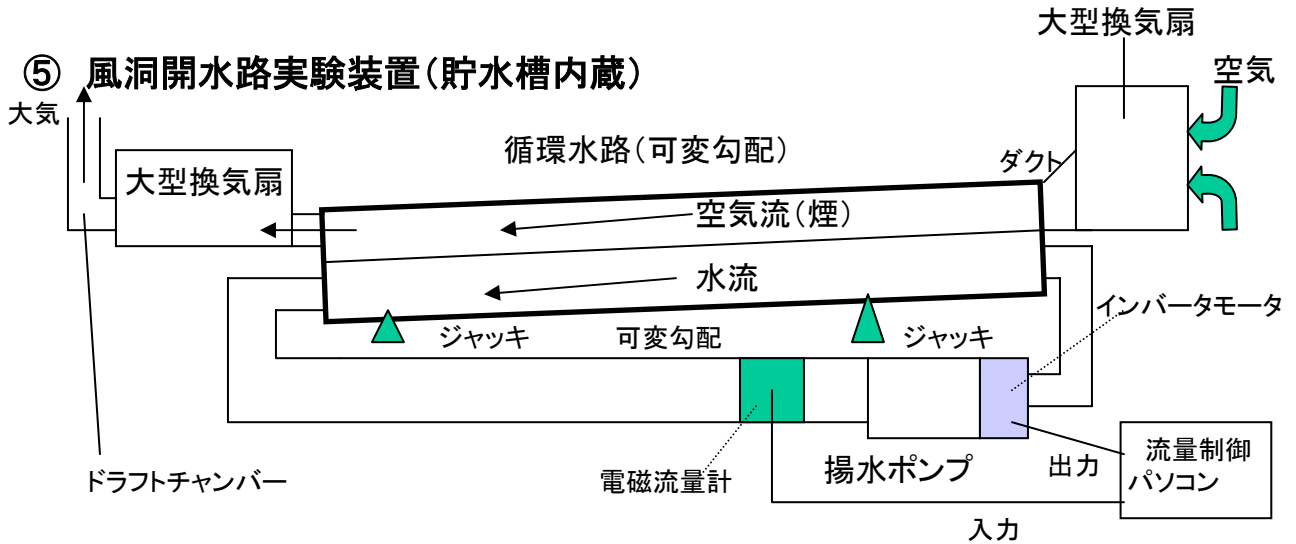 大型換気扇
⑤ 風洞開水路実験装置(貯水槽内蔵)
空気
大気
循環水路(可変勾配)
ダクト
大型換気扇
空気流(煙)
水流
インバータモータ
ジャッキ
可変勾配
ジャッキ
ドラフトチャンバー
電磁流量計
揚水ポンプ
出力
流量制御
パソコン
入力